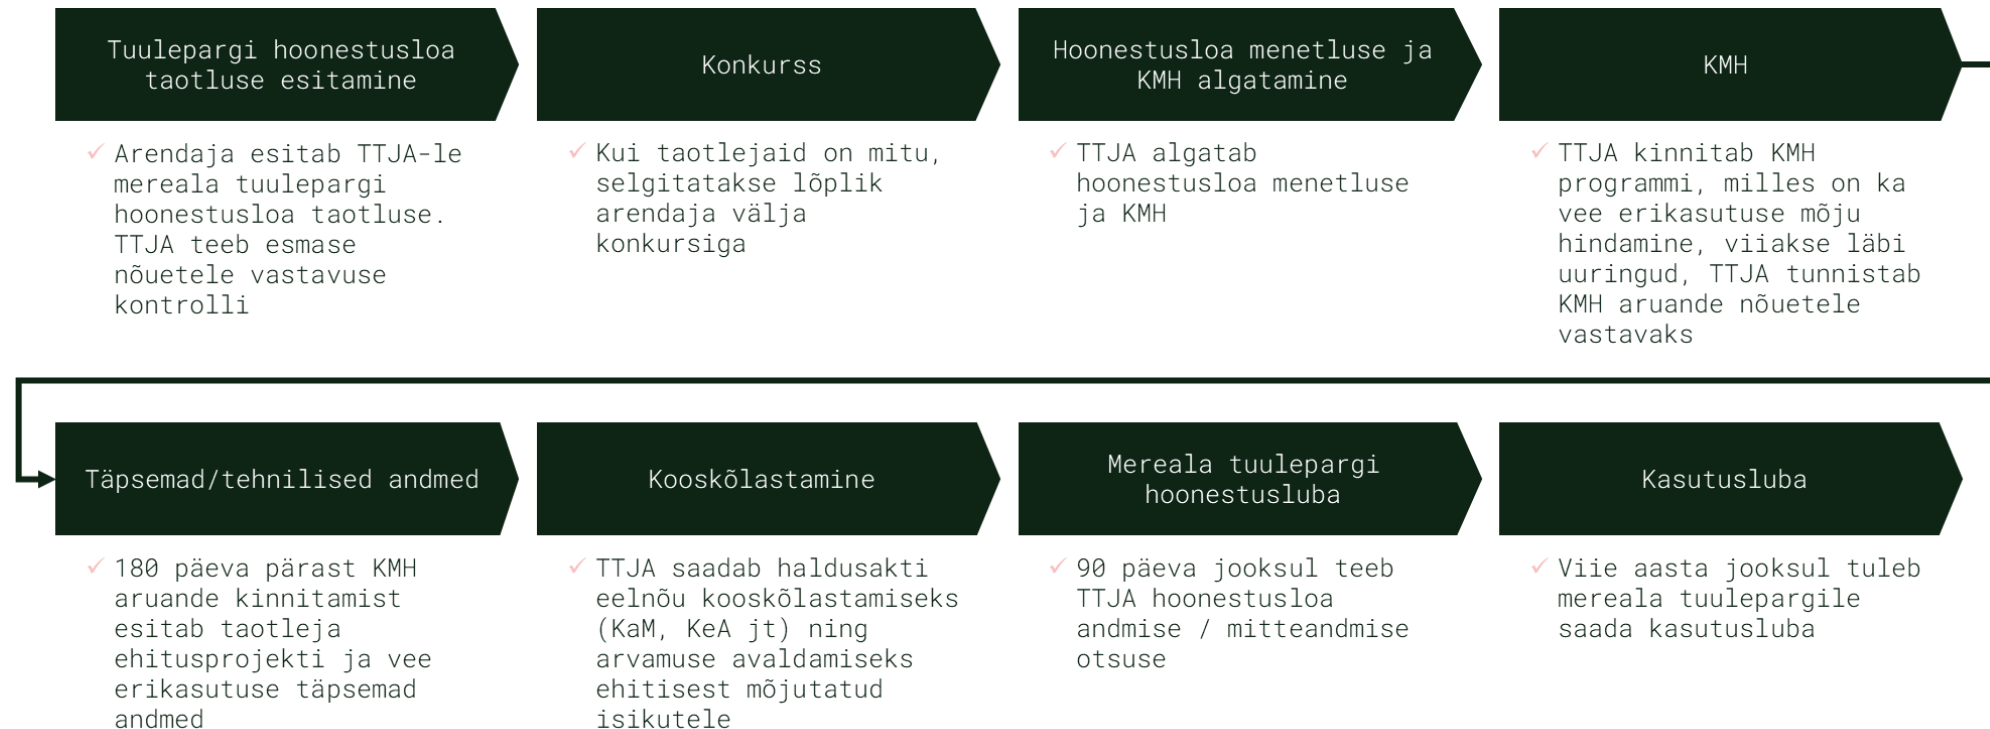 Tuulepargi hoonestusloa
taotluse esitamine
Arendaja esitab TTJA-le
mereala tuulepargi
hoonestusloa taotluse.
TTJA teeb esmase
nõuetele vastavuse
kontrolli
Konkurss
Kui taotlejaid on mitu,
selgitatakse lõplik
arendaja välja
konkursiga
Hoonestusloa menetluse ja
KMH algatamine
TTJA algatab
hoonestusloa menetluse
ja KMH
KMH
TTJA kinnitab KMH
programmi, milles on ka
vee erikasutuse mõju
hindamine, viiakse läbi
uuringud, TTJA tunnistab
KMH aruande nõuetele
vastavaks
Täpsemad/tehnilised andmed
180 päeva pärast KMH
aruande kinnitamist
esitab taotleja
ehitusprojekti ja vee
erikasutuse täpsemad
andmed
Kooskõlastamine
TTJA saadab haldusakti
eelnõu kooskõlastamiseks
(KaM, KeA jt) ning
arvamuse avaldamiseks
ehitisest mõjutatud
isikutele
Mereala tuulepargi
hoonestusluba
90 päeva jooksul teeb
TTJA hoonestusloa
andmise / mitteandmise
otsuse
Kasutusluba
Viie aasta jooksul tuleb
mereala tuulepargile
saada kasutusluba